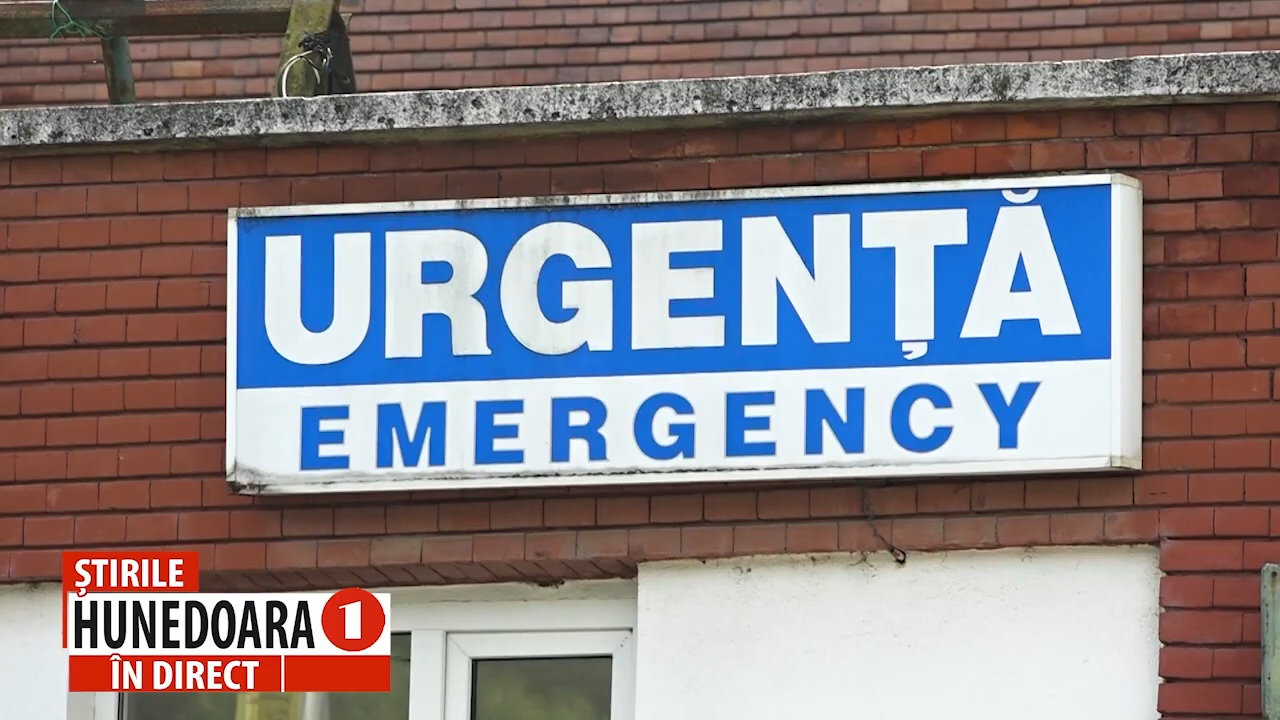 URGENȚĂ
EMERGENCY
ȘTIRILE
HUNEDOARA 1
ÎN DIRECT